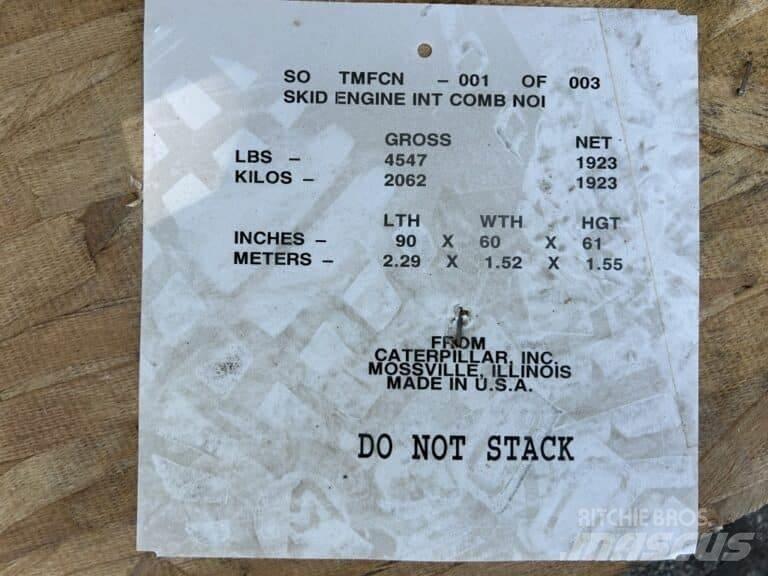 SO TMFCN - 001 OF 003
SKID ENGINE INT COMB NOI
GROSS NET
LBS - 4547 1923
KILOS - 2062 1923
LTH WTH HGT
INCHES - 90 X 60 X 61
METERS - 2.29 X 1.52 X 1.55
FROM
CATERPILLAR, INC.
MOSSVILLE, ILLINOIS
MADE IN U.S.A.
DO NOT STACK
RITCHIE BROS.
mascus